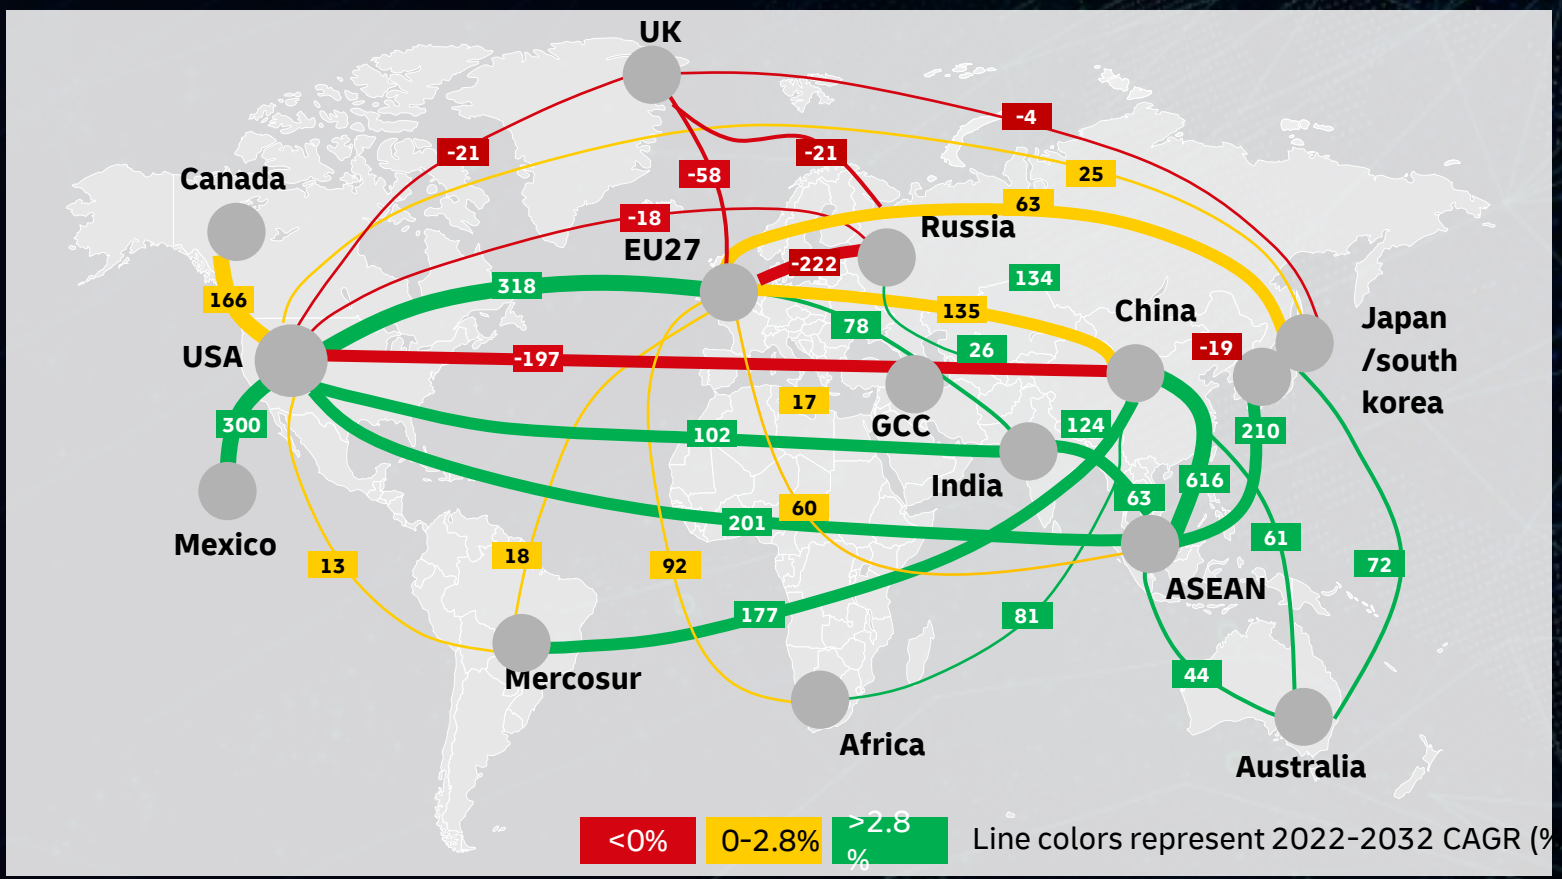 UK
-4
-21
-21
25
-58
Canada
63
-18
Russia
EU27
-222
134
318
166
135
China
Japan
/south
korea
78
26
-19
USA
-197
17
GCC
300
102
124
210
India
616
63
60
201
61
Mexico
13
18
92
72
ASEAN
177
81
44
Mercosur
Africa
Australia
<0%
0-2.8%
>2.8
%
Line colors represent 2022-2032 CAGR (%